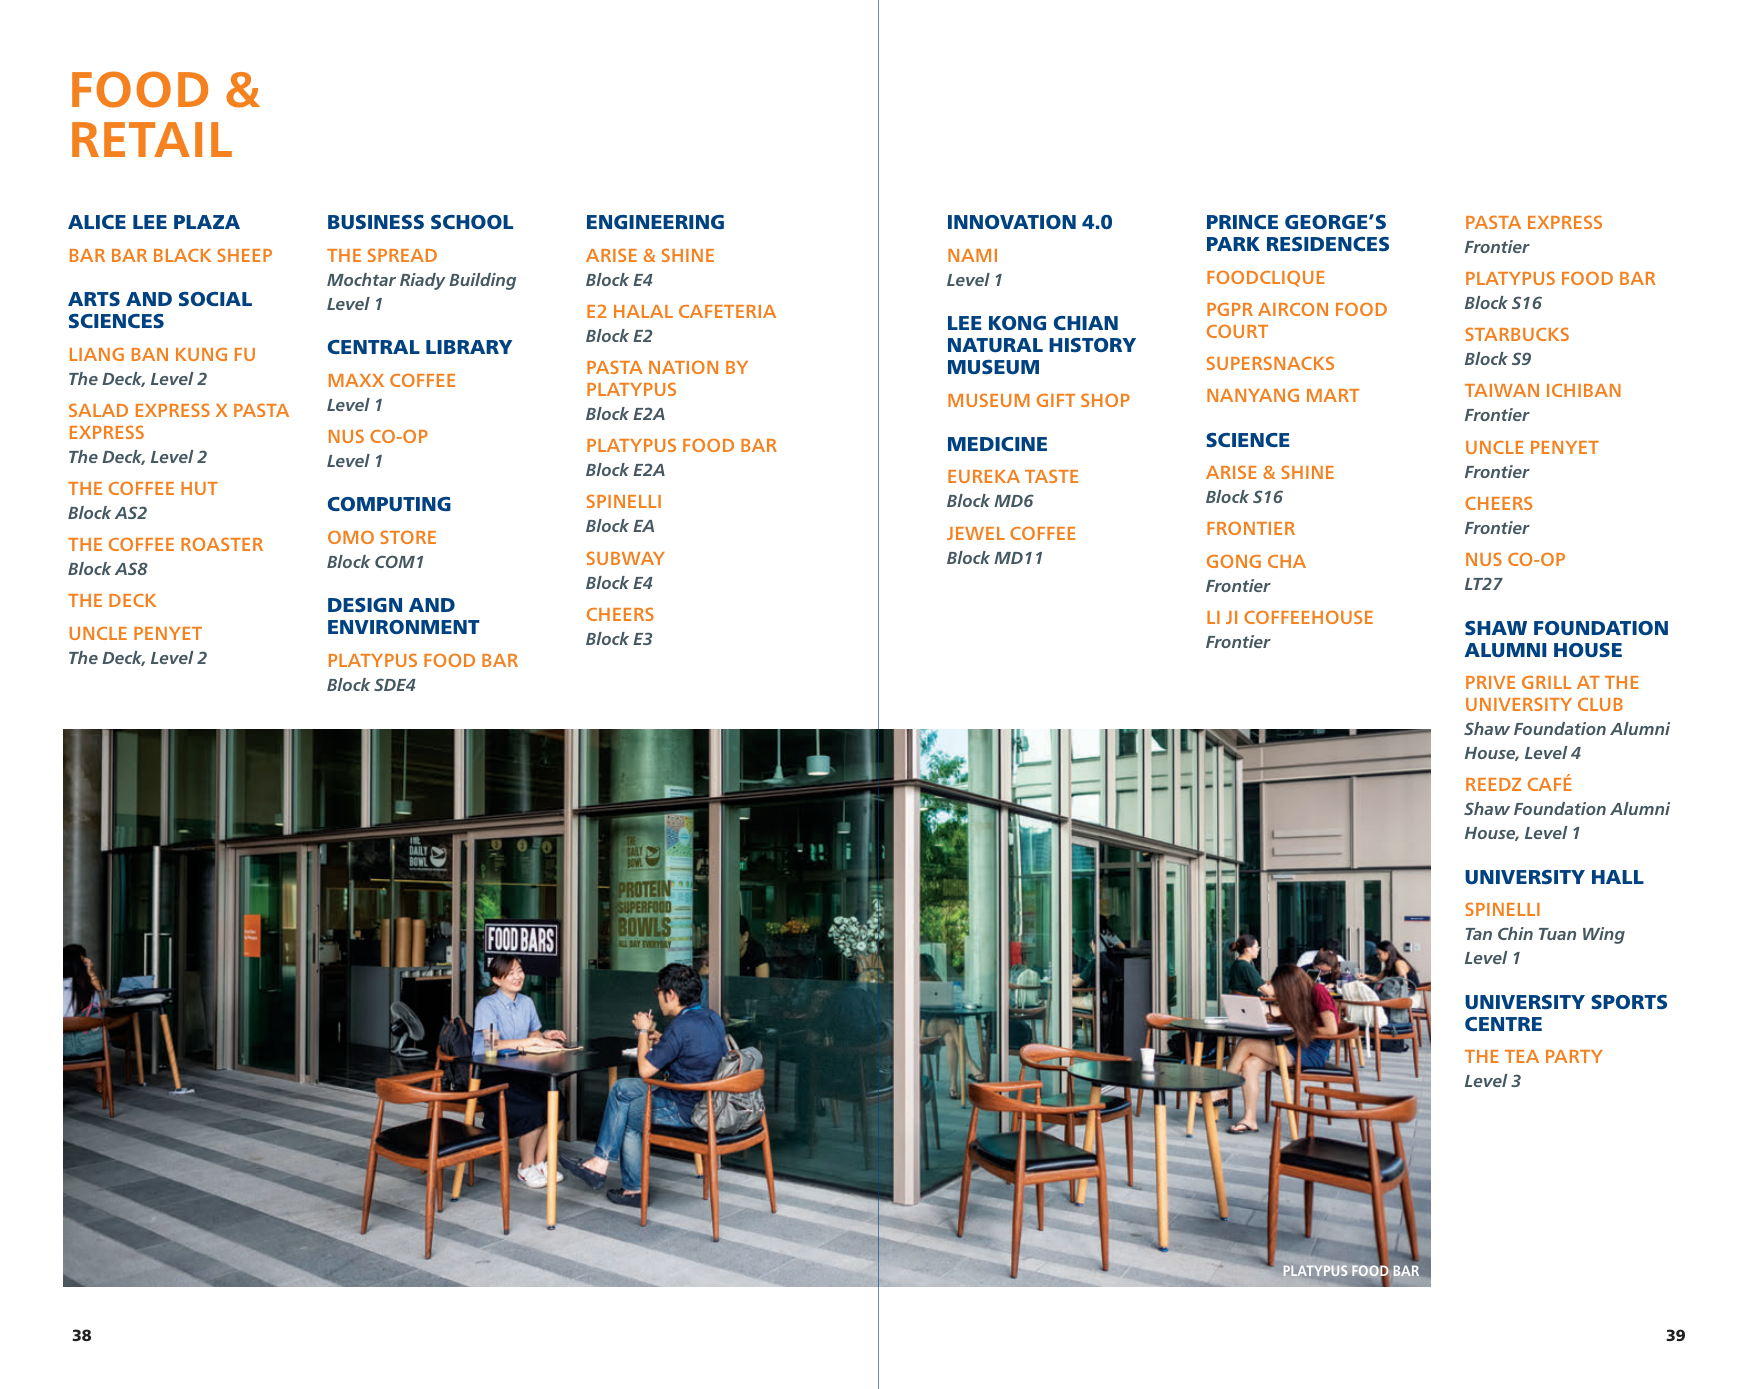 FOOD &
RETAIL
ALICE LEE PLAZA
BAR BAR BLACK SHEEP
ARTS AND SOCIAL
SCIENCES
LIANG BAN KUNG FU
The Deck, Level 2
SALAD EXPRESS X PASTA
EXPRESS
The Deck, Level 2
THE COFFEE HUT
Block AS2
THE COFFEE ROASTER
Block AS8
THE DECK
UNCLE PENYET
The Deck, Level 2
BUSINESS SCHOOL
THE SPREAD
Mochtar Riady Building
Level 1
CENTRAL LIBRARY
MAXX COFFEE
Level 1
NUS CO-OP
Level 1
COMPUTING
OMO STORE
Block COM1
DESIGN AND
ENVIRONMENT
PLATYPUS FOOD BAR
Block SDE4
ENGINEERING
ARISE & SHINE
Block E4
E2 HALAL CAFETERIA
Block E2
PASTA NATION BY
PLATYPUS
Block E2A
PLATYPUS FOOD BAR
Block E2A
SPINELLI
Block EA
SUBWAY
Block E4
CHEERS
Block E3
INNOVATION 4.0
NAMI
Level 1
LEE KONG CHIAN
NATURAL HISTORY
MUSEUM
MUSEUM GIFT SHOP
MEDICINE
EUREKA TASTE
Block MD6
JEWEL COFFEE
Block MD11
PRINCE GEORGE’S
PARK RESIDENCES
FOODCLIQUE
PGPR AIRCON FOOD
COURT
SUPERSNACKS
NANYANG MART
SCIENCE
ARISE & SHINE
Block S16
FRONTIER
GONG CHA
Frontier
LI JI COFFEEHOUSE
Frontier
PASTA EXPRESS
Frontier
PLATYPUS FOOD BAR
Block S16
STARBUCKS
Block S9
TAIWAN ICHIBAN
Frontier
UNCLE PENYET
Frontier
CHEERS
Frontier
NUS CO-OP
LT27
SHAW FOUNDATION
ALUMNI HOUSE
PRIVE GRILL AT THE
UNIVERSITY CLUB
Shaw Foundation Alumni
House, Level 4
REEDZ CAFÉ
Shaw Foundation Alumni
House, Level 1
UNIVERSITY HALL
SPINELLI
Tan Chin Tuan Wing
Level 1
UNIVERSITY SPORTS
CENTRE
THE TEA PARTY
Level 3
THE
DAILY
BOWL
THE
DAILY
BOWL
PROTEIN
SUPERFOOD
BOWLS
ALL DAY EVERYDAY
FOOD BARS
PLATYPUS FOOD BAR
38
39